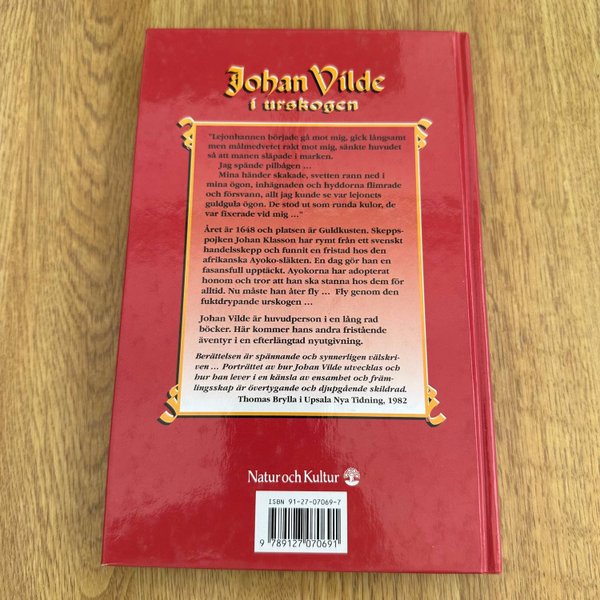 Johan Vilde
i urskogen
"Lejonhannen började gå mot mig, gick långsamt
men målmedvetet rakt mot mig, sänkte huvudet
så att manen släpade i marken.
Jag spände pilbågen ...
Mina händer skakade, svetten rann ned i
mina ögon, inhägnaden och hyddorna flimrade
och försvann, allt jag kunde se var lejonets
guldgula ögon. De stod ut som runda kulor, de
var fixerade vid mig ..."
Året är 1648 och platsen är Guldkusten. Skepps-
pojken Johan Klasson har rymt från ett svenskt
handelsskepp och funnit en fristad hos den
afrikanska Ayoko-släkten. En dag gör han en
fasansfull upptäckt. Ayokorna har adopterat
honom och tror att han ska stanna hos dem för
alltid. Nu måste han åter fly ... Fly genom den
fuktdrypande urskogen ...
Johan Vilde är huvudperson i en lång rad
böcker. Här kommer hans andra fristående
äventyr i en efterlängtad nyutgivning.
Berättelsen är spännande och synnerligen välskri-
ven ... Porträttet av hur Johan Vilde utvecklas och
hur han lever i en känsla av ensamhet och främ-
lingsskap är övertygande och djupgående skildrad.
Thomas Brylla i Upsala Nya Tidning, 1982
Natur och Kultur
ISBN 91-27-07069-7
9 789127 070691